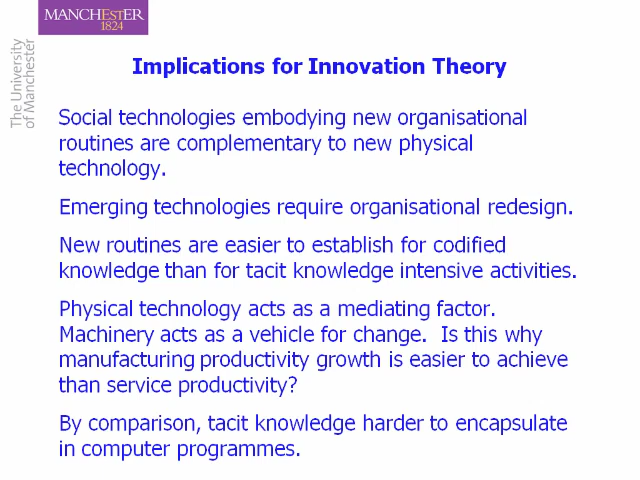 MANCHESTER
1824
The University
of Manchester
Implications for Innovation Theory
Social technologies embodying new organisational
routines are complementary to new physical
technology.
Emerging technologies require organisational redesign.
New routines are easier to establish for codified
knowledge than for tacit knowledge intensive activities.
Physical technology acts as a mediating factor.
Machinery acts as a vehicle for change.  Is this why
manufacturing productivity growth is easier to achieve
than service productivity?
By comparison, tacit knowledge harder to encapsulate
in computer programmes.